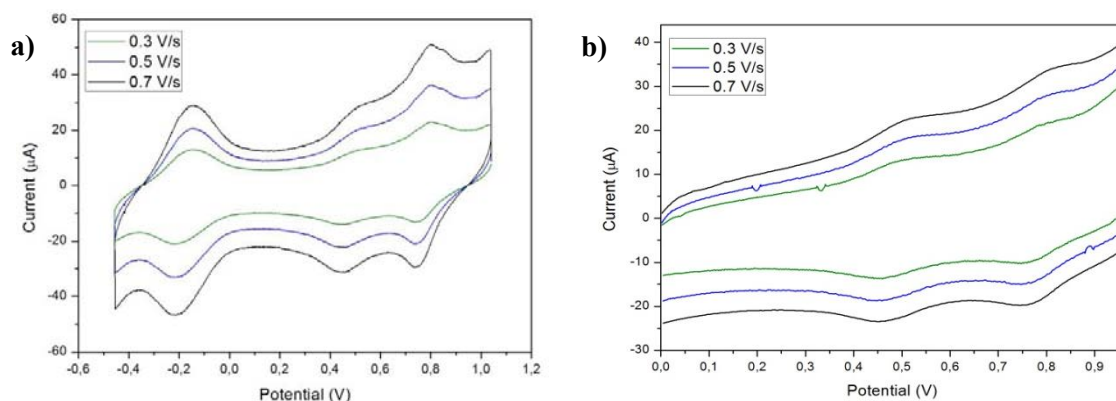 a)
60
40
20
0
-20
-40
-60
Current (μA)
0.3 V/s
0.5 V/s
0.7 V/s
-0,6 -0,4 -0,2 0,0 0,2 0,4 0,6 0,8 1,0 1,2
Potential (V)
b)
40
30
20
10
0
-10
-20
-30
Current (μA)
0.3 V/s
0.5 V/s
0.7 V/s
0,0 0,1 0,2 0,3 0,4 0,5 0,6 0,7 0,8 0,9
Potential (V)